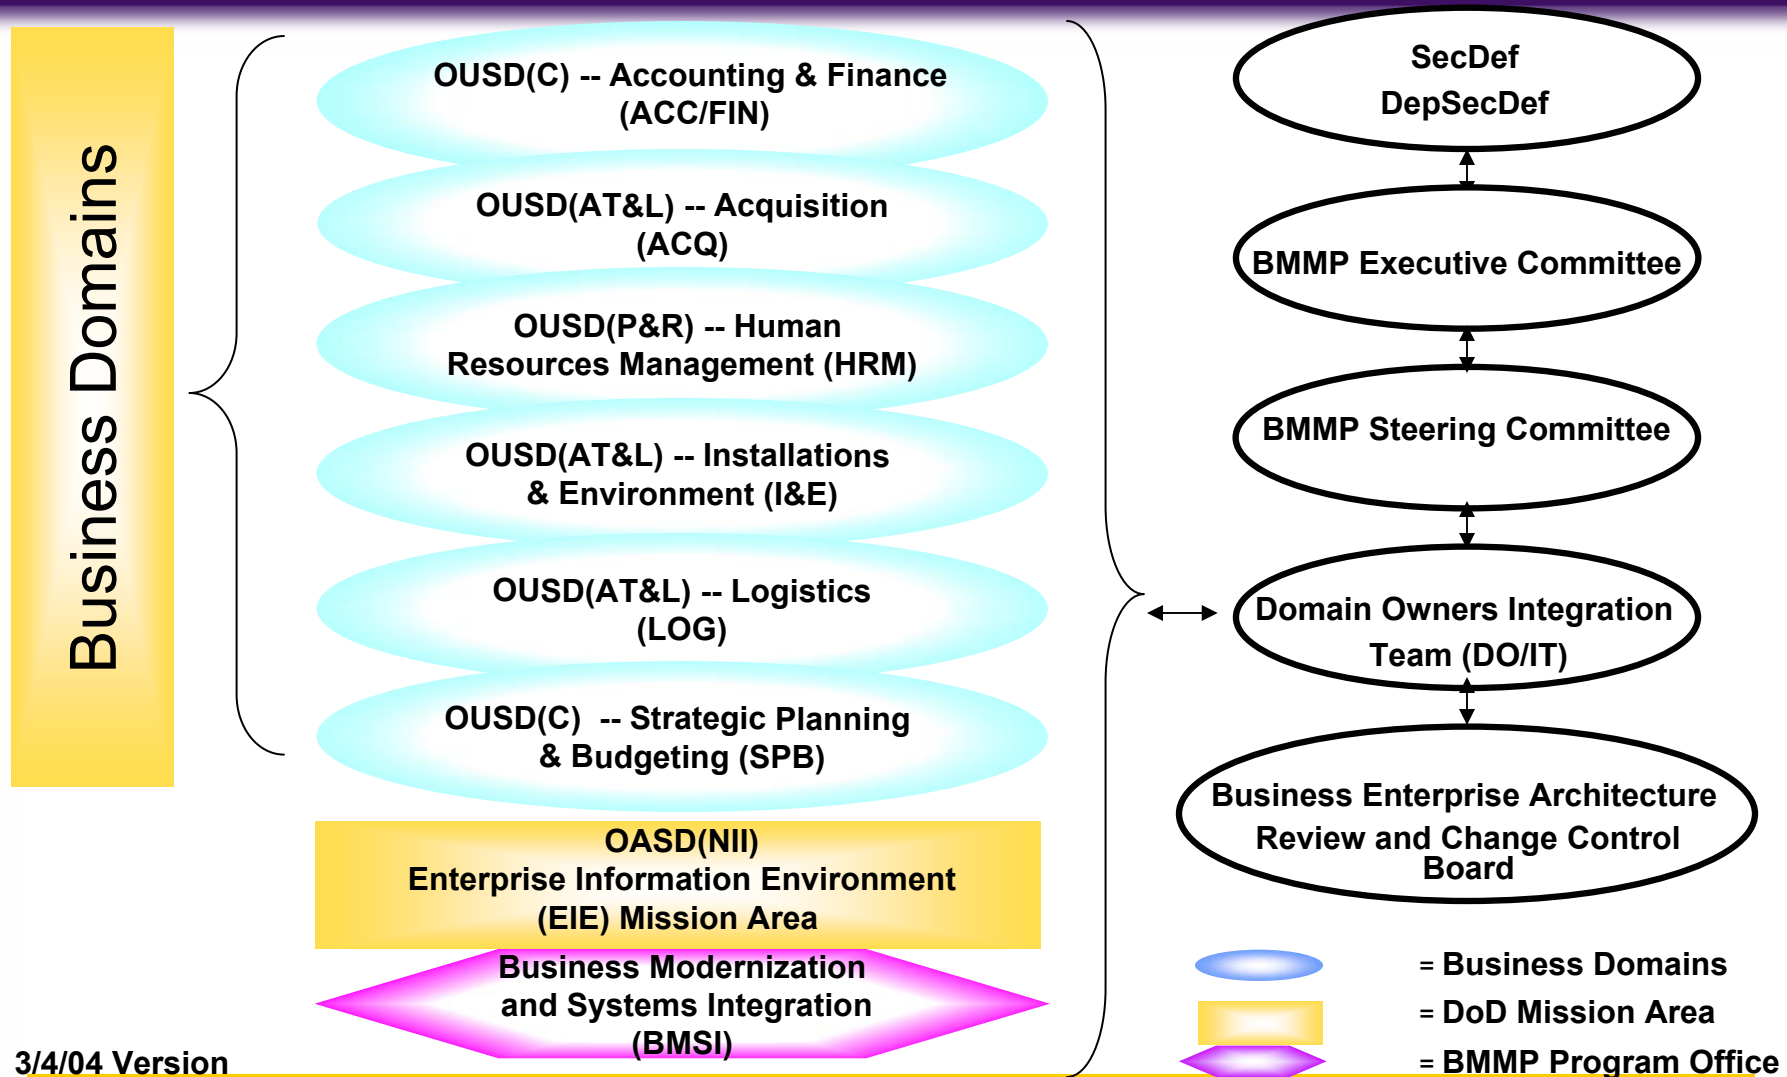 Business Domains
OUSD(C) -- Accounting & Finance
(ACC/FIN)
OUSD(AT&L) -- Acquisition
(ACQ)
OUSD(P&R) -- Human
Resources Management (HRM)
OUSD(AT&L) -- Installations
& Environment (I&E)
OUSD(AT&L) -- Logistics
(LOG)
OUSD(C) -- Strategic Planning
& Budgeting (SPB)
OASD(NII)
Enterprise Information Environment
(EIE) Mission Area
Business Modernization
and Systems Integration
(BMSI)
SecDef
DepSecDef
BMMP Executive Committee
BMMP Steering Committee
Domain Owners Integration
Team (DO/IT)
Business Enterprise Architecture
Review and Change Control
Board
= Business Domains
= DoD Mission Area
= BMMP Program Office
3/4/04 Version